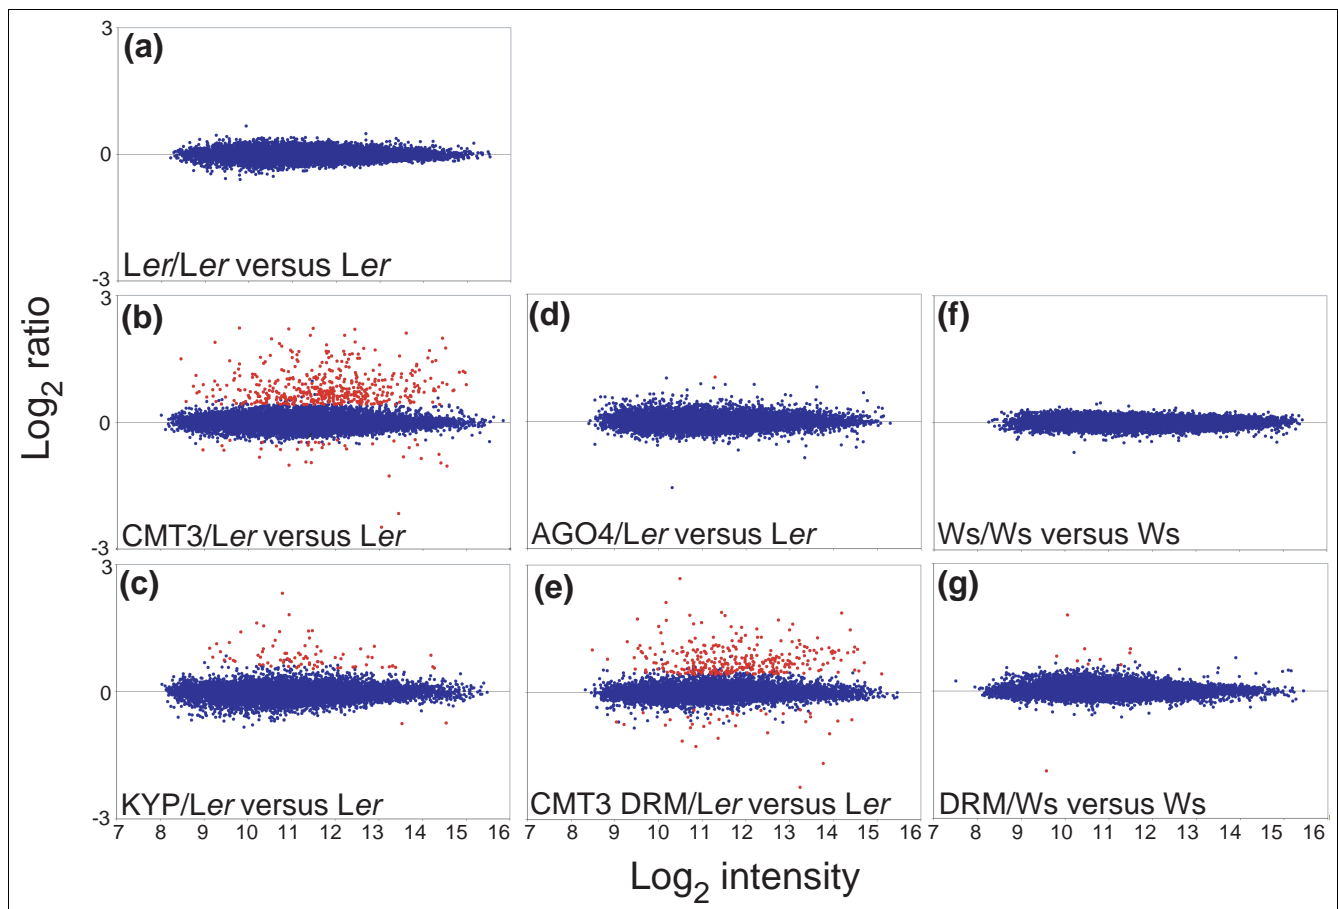 3
(a)
0
Ler/Ler versus Ler
-3
3
(b)
(d)
(f)
Log2 ratio
0
CMT3/Ler versus Ler
AGO4/Ler versus Ler
Ws/Ws versus Ws
-3
3
(c)
(e)
(g)
0
KYP/Ler versus Ler
CMT3 DRM/Ler versus Ler
DRM/Ws versus Ws
-3
7 8 9 10 11 12 13 14 15 16
7 8 9 10 11 12 13 14 15 16
7 8 9 10 11 12 13 14 15 16
Log2 intensity